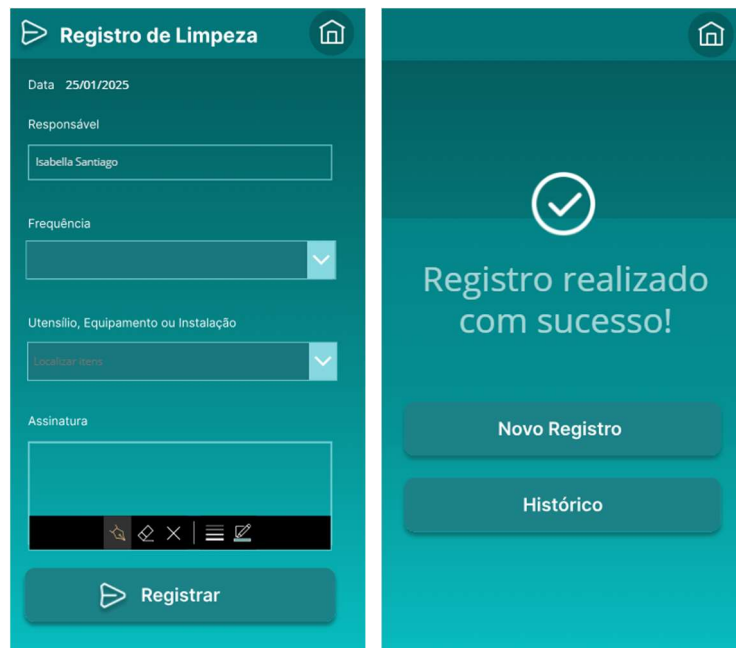 Registro de Limpeza
Data 25/01/2025
Responsável
Isabella Santiago
Frequência
Utensílio, Equipamento ou Instalação
Localizar itens
Assinatura
Registrar
Registro realizado
com sucesso!
Novo Registro
Histórico